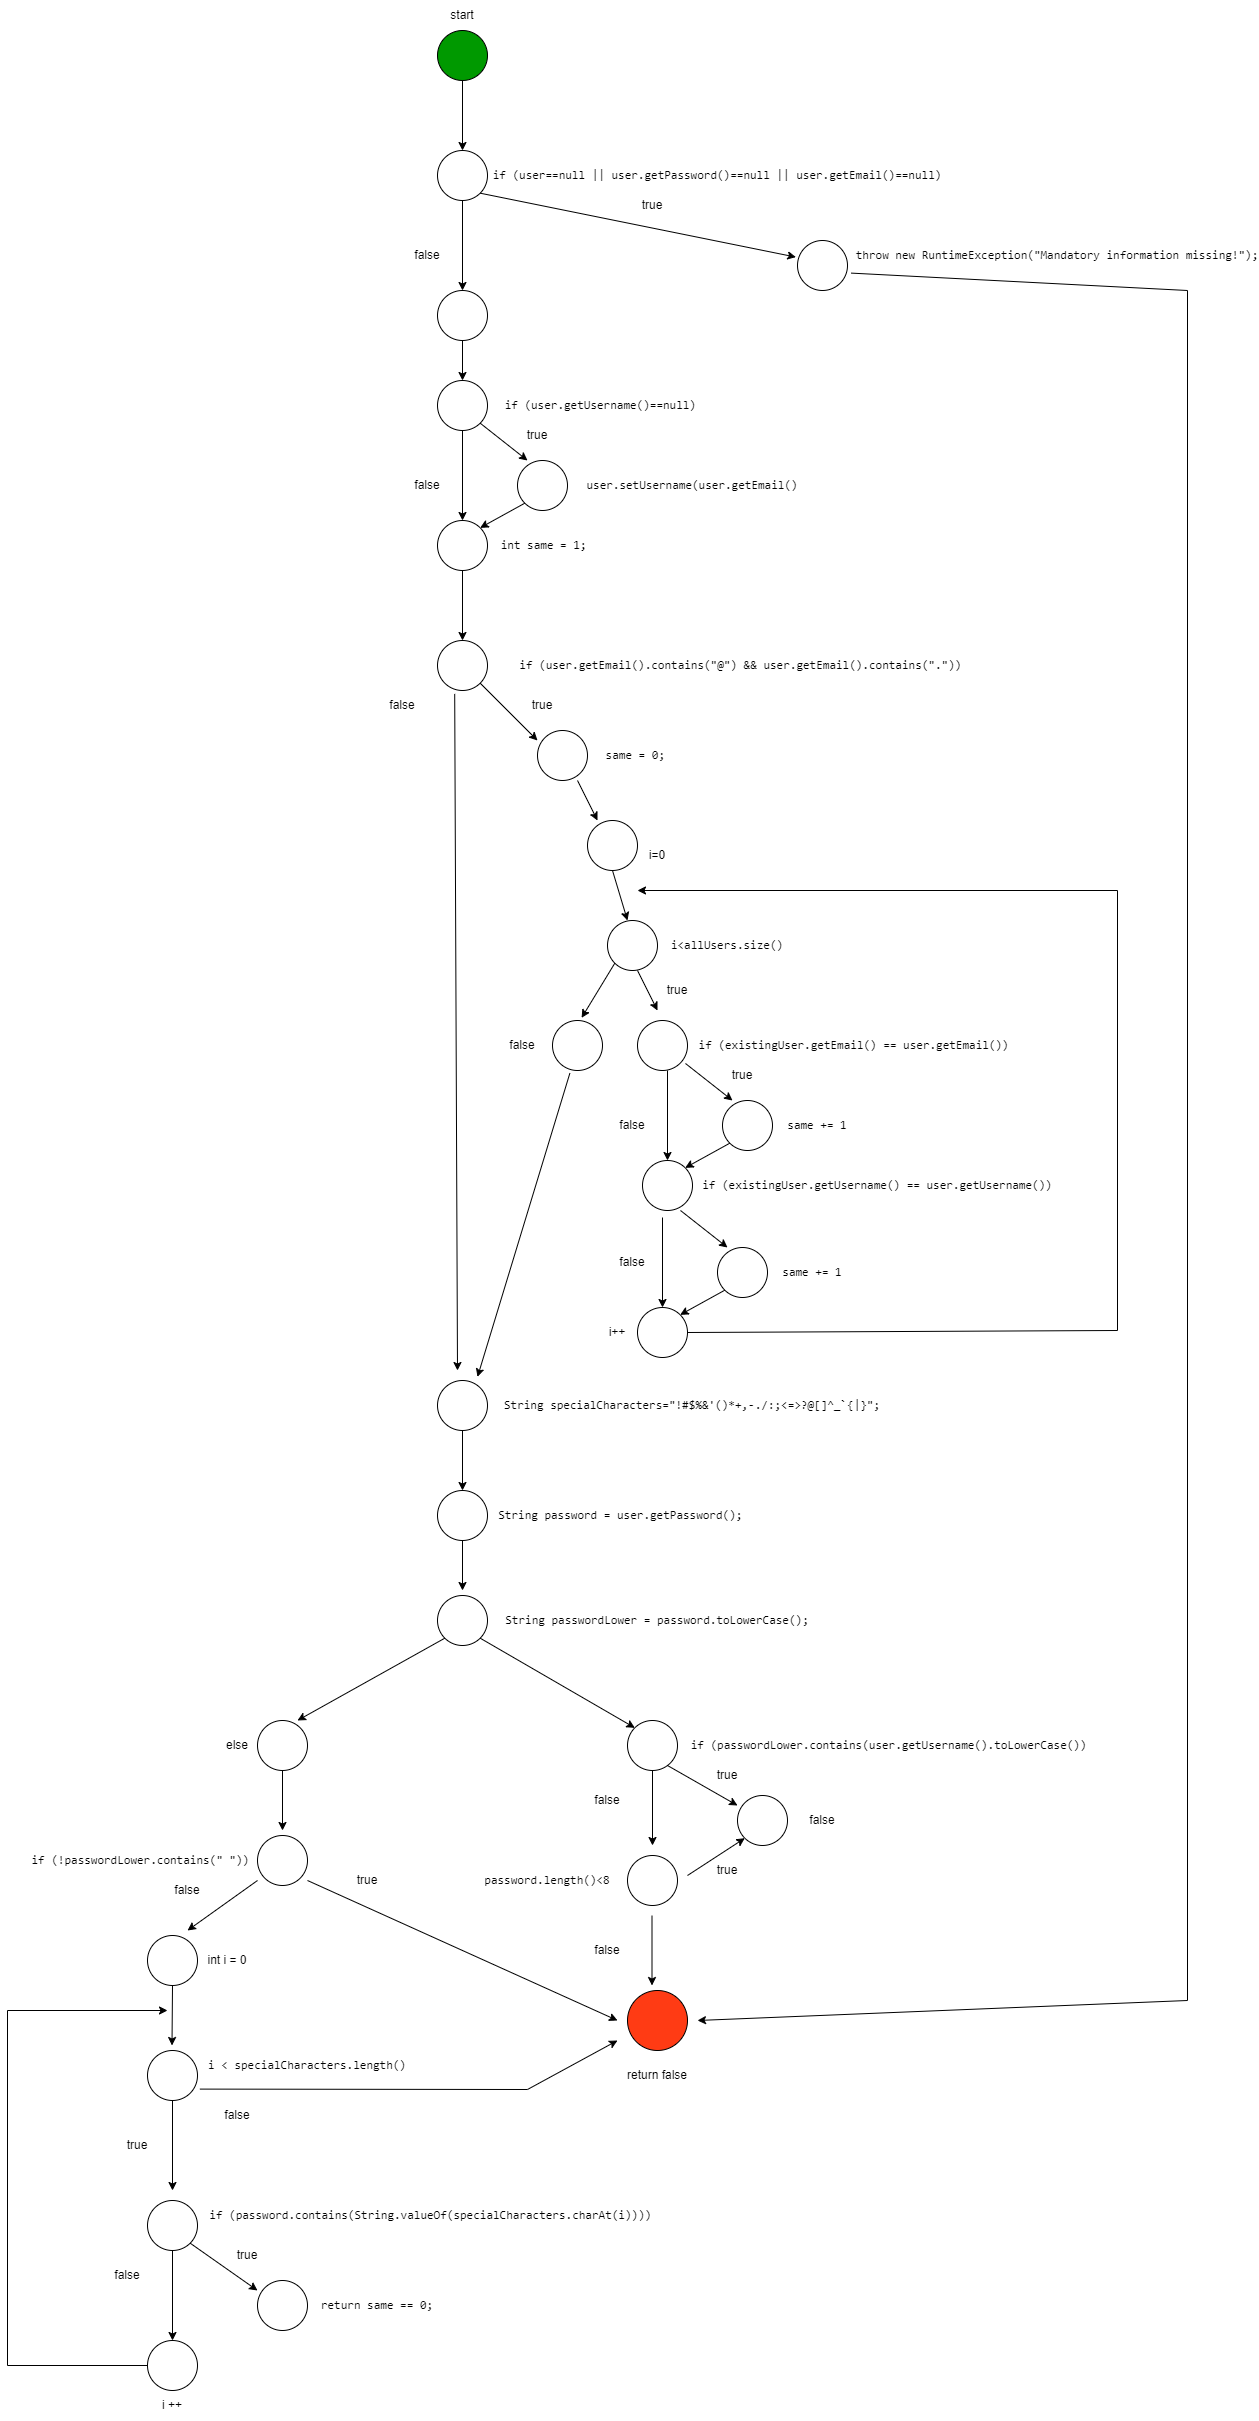 start
if (user==null || user.getPassword()==null || user.getEmail()==null)
true
throw new RuntimeException("Mandatory information missing!");
false
if (user.getUsername()==null)
true
false
user.setUsername(user.getEmail()
int same = 1;
if (user.getEmail().contains("@") && user.getEmail().contains("."))
false
true
same = 0;
i=0
i<allUsers.size()
true
false
if (existingUser.getEmail() == user.getEmail())
true
false
same += 1
if (existingUser.getUsername() == user.getUsername())
false
same += 1
i++
String specialCharacters="!#$%&'()*+,-./:;<=>?@[]^_`{|}";
String password = user.getPassword();
String passwordLower = password.toLowerCase();
else
if (passwordLower.contains(user.getUsername().toLowerCase())
true
false
false
if (!passwordLower.contains(" "))
true
password.length()<8
true
false
false
int i = 0
i < specialCharacters.length()
return false
false
true
if (password.contains(String.valueOf(specialCharacters.charAt(i))))
true
false
return same == 0;
i ++